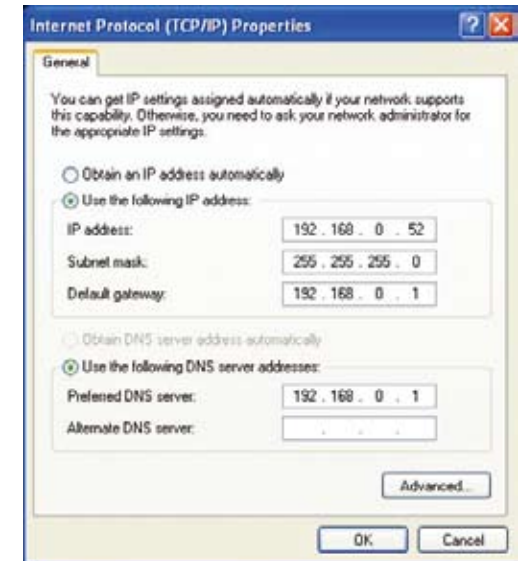 Internet Protocol (TCP/IP) Properties
General
You can get IP settings assigned automatically if your network supports
this capability. Otherwise, you need to ask your network administrator for
the appropriate IP settings.
Obtain an IP address automatically
Use the following IP address:
IP address: 192 . 168 . 0 . 52
Subnet mask: 255 . 255 . 255 . 0
Default gateway: 192 . 168 . 0 . 1
Obtain DNS server address automatically
Use the following DNS server addresses:
Preferred DNS server: 192 . 168 . 0 . 1
Alternate DNS server: . . .
Advanced...
OK Cancel